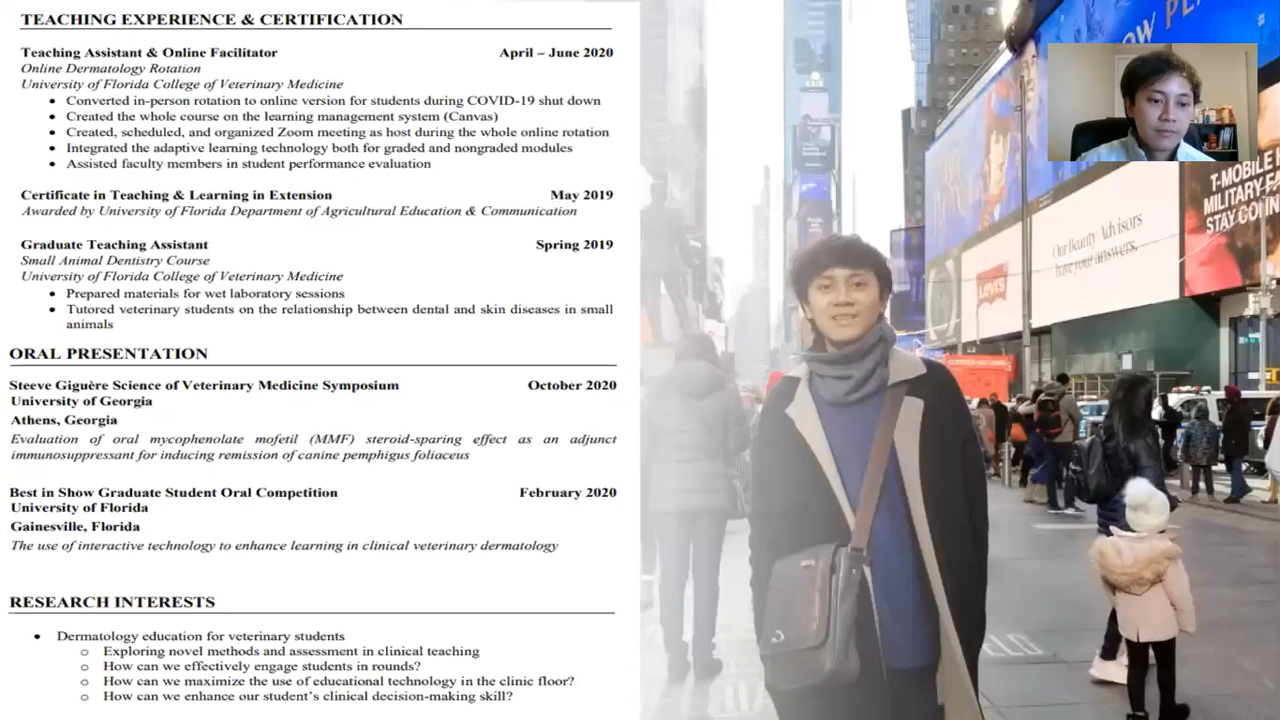 TEACHING EXPERIENCE & CERTIFICATION
Teaching Assistant & Online Facilitator April – June 2020
Online Dermatology Rotation
University of Florida College of Veterinary Medicine
• Converted in-person rotation to online version for students during COVID-19 shut down
• Created the whole course on the learning management system (Canvas)
• Created, scheduled, and organized Zoom meeting as host during the whole online rotation
• Integrated the adaptive learning technology both for graded and nongraded modules
• Assisted faculty members in student performance evaluation
Certificate in Teaching & Learning in Extension May 2019
Awarded by University of Florida Department of Agricultural Education & Communication
Graduate Teaching Assistant Spring 2019
Small Animal Dentistry Course
University of Florida College of Veterinary Medicine
• Prepared materials for wet laboratory sessions
• Tutored veterinary students on the relationship between dental and skin diseases in small
animals
ORAL PRESENTATION
Steeve Giguère Science of Veterinary Medicine Symposium October 2020
University of Georgia
Athens, Georgia
Evaluation of oral mycophenolate mofetil (MMF) steroid-sparing effect as an adjunct
immunosuppressant for inducing remission of canine pemphigus foliaceus
Best in Show Graduate Student Oral Competition February 2020
University of Florida
Gainesville, Florida
The use of interactive technology to enhance learning in clinical veterinary dermatology
RESEARCH INTERESTS
• Dermatology education for veterinary students
o Exploring novel methods and assessment in clinical teaching
o How can we effectively engage students in rounds?
o How can we maximize the use of educational technology in the clinic floor?
o How can we enhance our student's clinical decision-making skill?
OW PL
T-MOBILE
MILITARY FA
STAY CONN
Our Beauty Advisors
have your answers.
LEVI'S